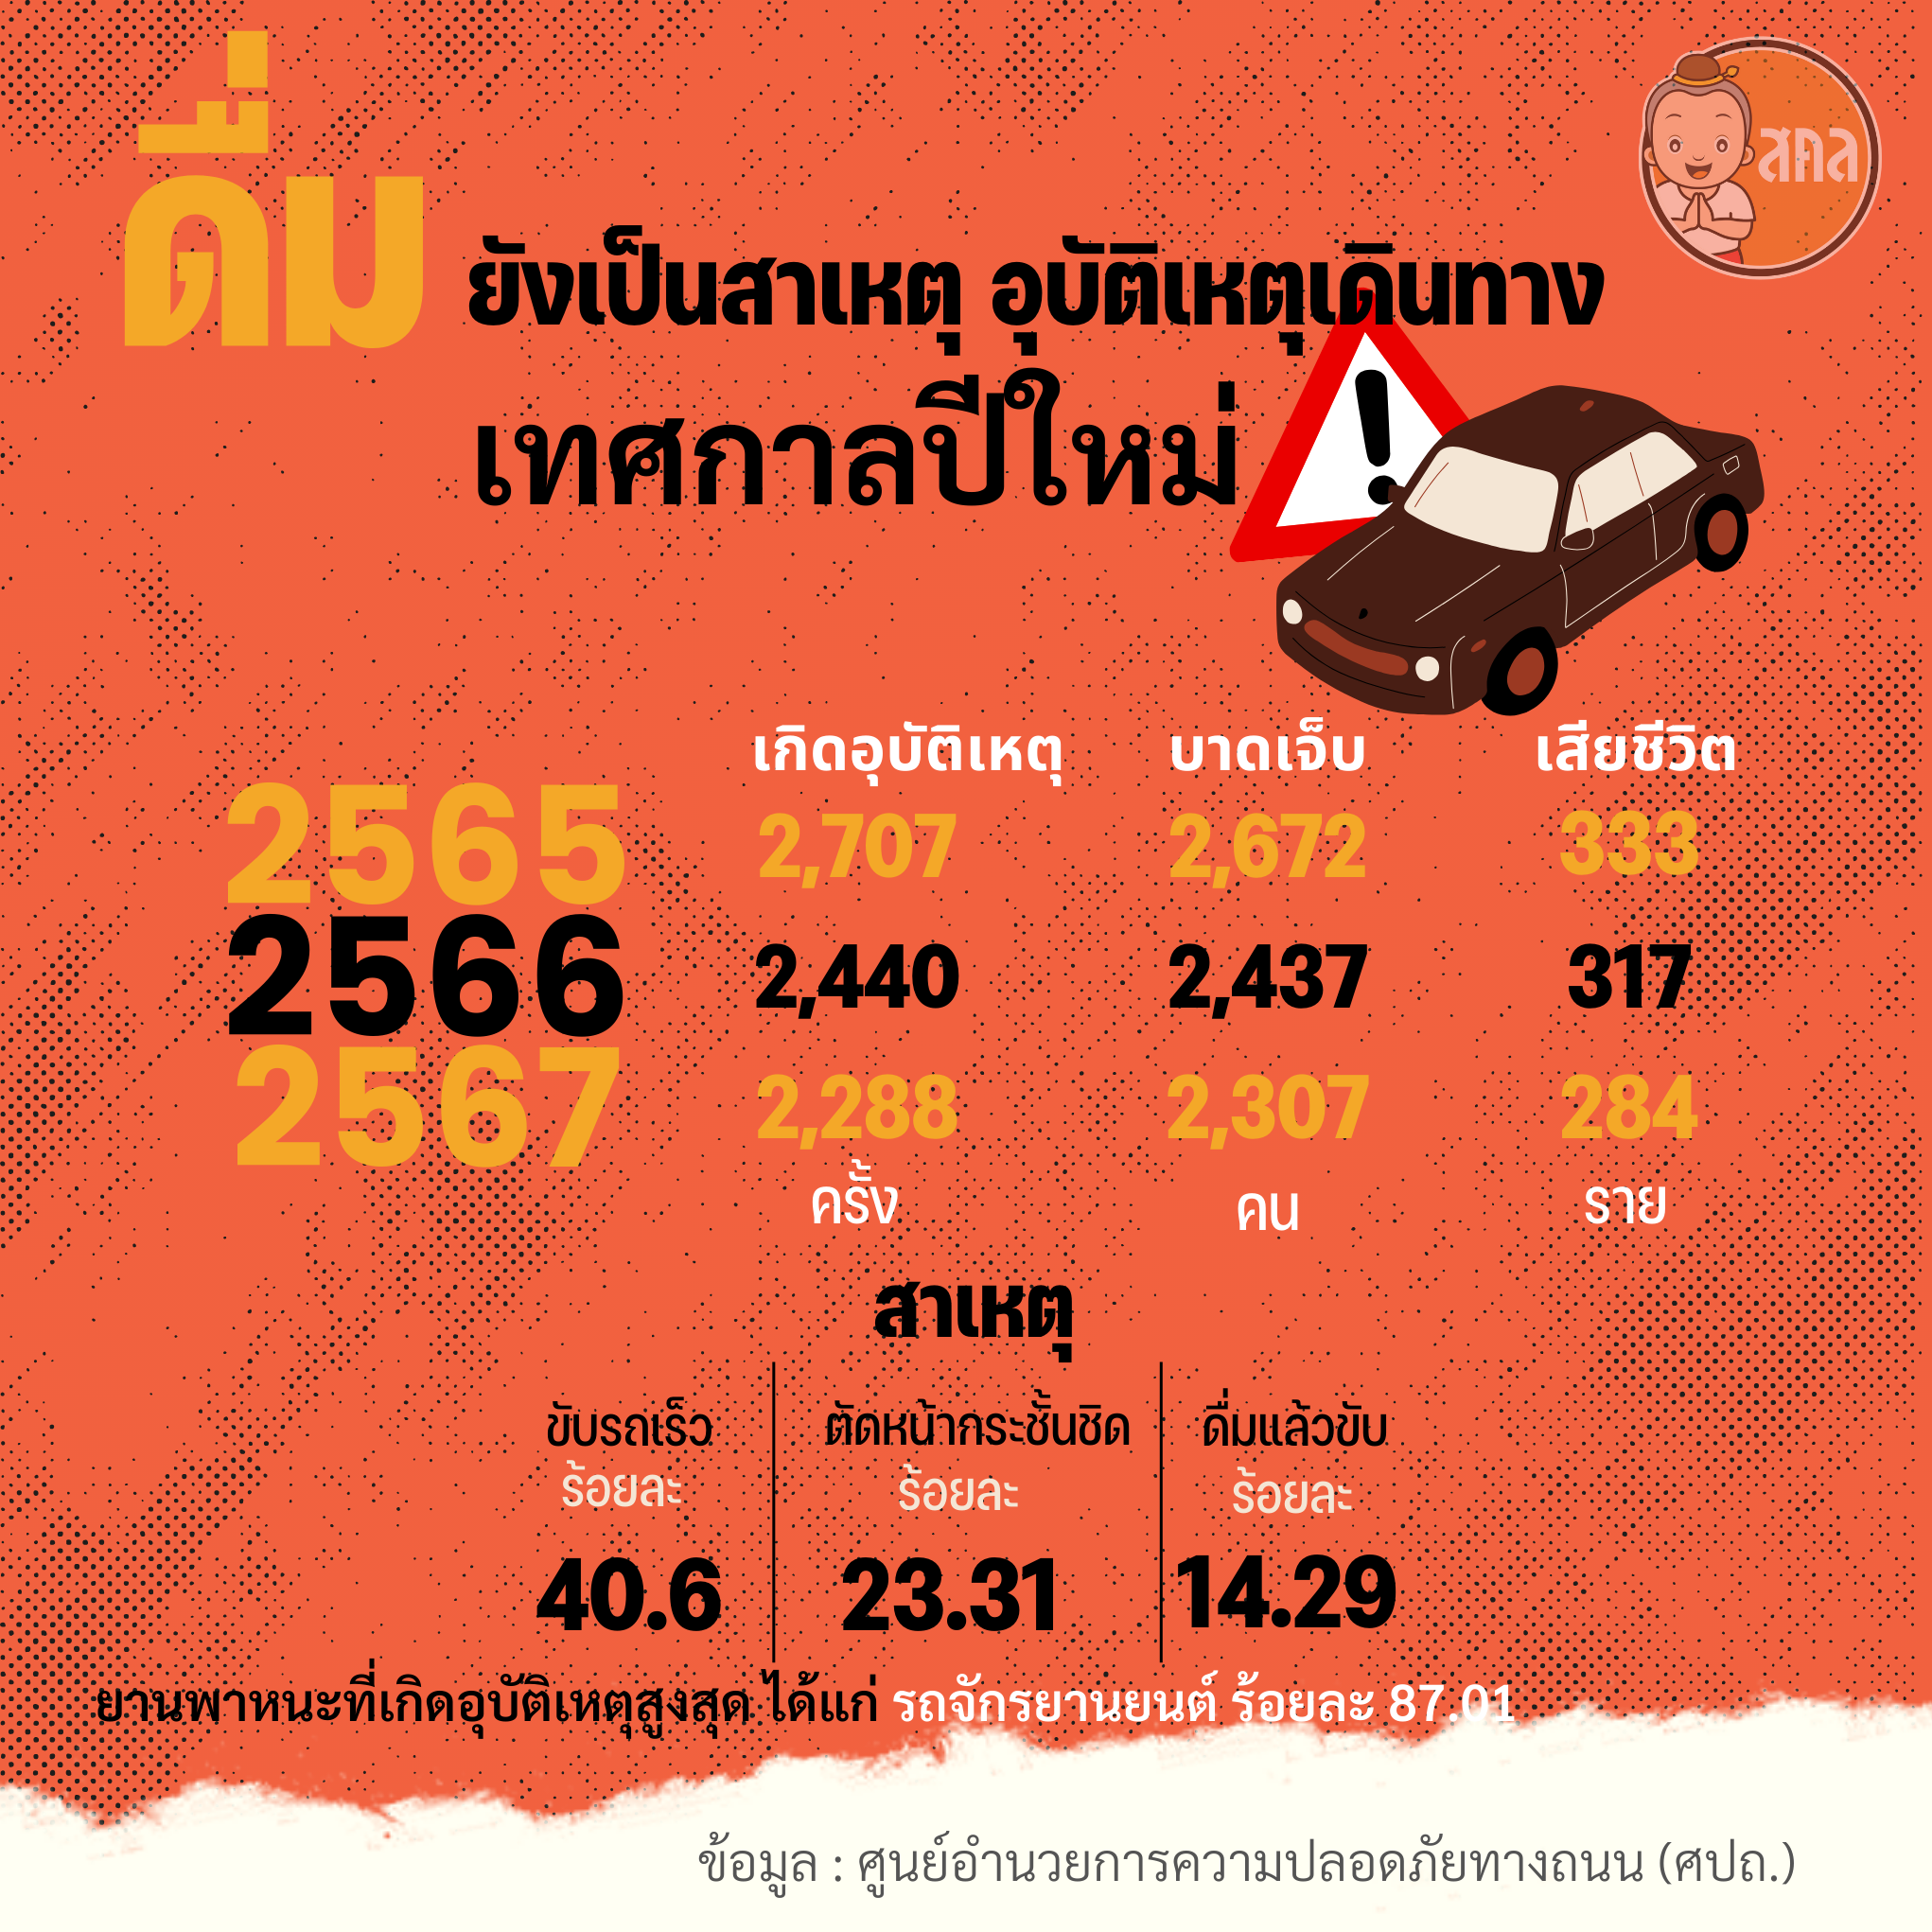 สคล
ดื่ม ยังเป็นสาเหตุ อุบัติเหตุเดินทาง
เทศกาลปีใหม่
เกิดอุบัติเหตุ บาดเจ็บ เสียชีวิต
2565 2,707 2,672 333
2566 2,440 2,437 317
2567 2,288 2,307 284
ครั้ง คน ราย
สาเหตุ
ขับรถเร็ว ตัดหน้ากระชั้นชิด ดื่มแล้วขับ
ร้อยละ ร้อยละ ร้อยละ
40.6 23.31 14.29
ยานพาหนะที่เกิดอุบัติเหตุสูงสุด ได้แก่ รถจักรยานยนต์ ร้อยละ 87.01
ข้อมูล : ศูนย์อำนวยการความปลอดภัยทางถนน (ศปถ.)